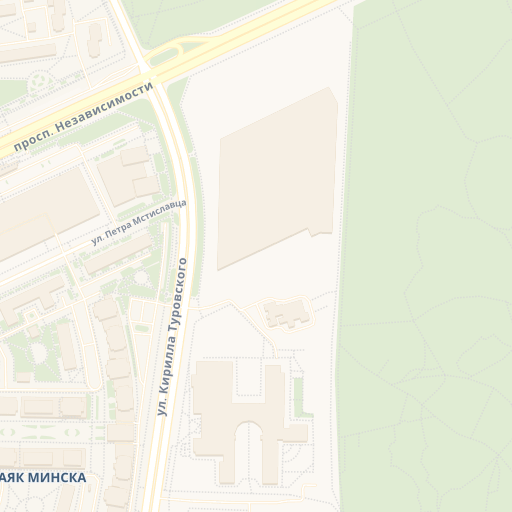 просп. Независимости
ул. Петра Мстиславца
ул. Кирилла Туровского
АЯК МИНСКА